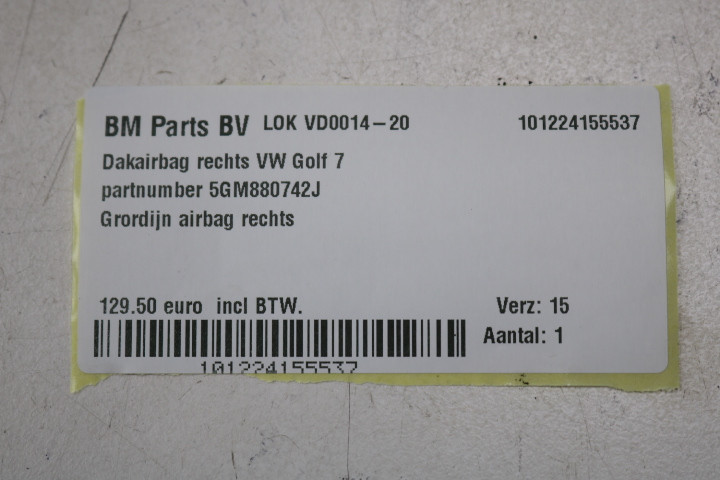 BM Parts BV LOK VD0014-20 101224155537
Dakairbag rechts VW Golf 7
partnumber 5GM880742J
Grordijn airbag rechts
129.50 euro incl BTW. Verz: 15
Aantal: 1
101224155537